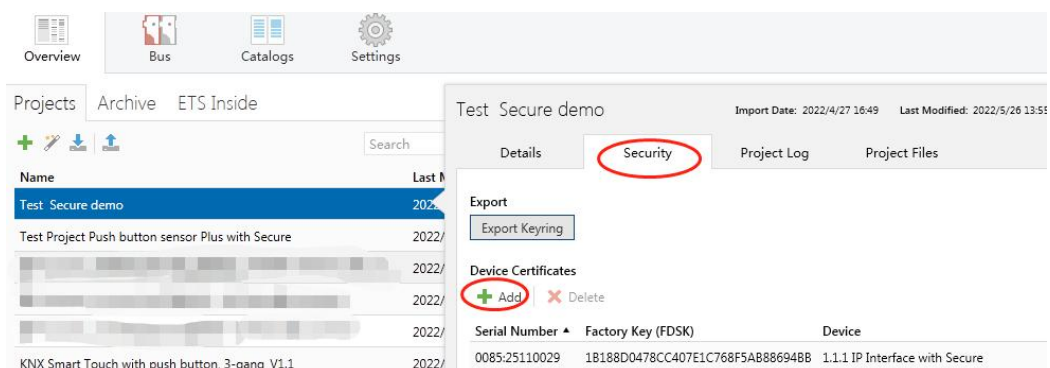 Overview Bus Catalogs Settings
Projects Archive ETS Inside
Search
Name Last M
Test Secure demo 2022
Test Project Push button sensor Plus with Secure 2022/
2022/
2022/
2022/
KNX Smart Touch with push button, 3-gang V1.1 2022/
Test Secure demo Import Date: 2022/4/27 16:49 Last Modified: 2022/5/26 13:55
Details Security Project Log Project Files
Export
Export Keyring
Device Certificates
Add Delete
Serial Number Factory Key (FDSK) Device
0085:25110029 1B188D0478CC407E1C768F5AB88694BB 1.1.1 IP Interface with Secure